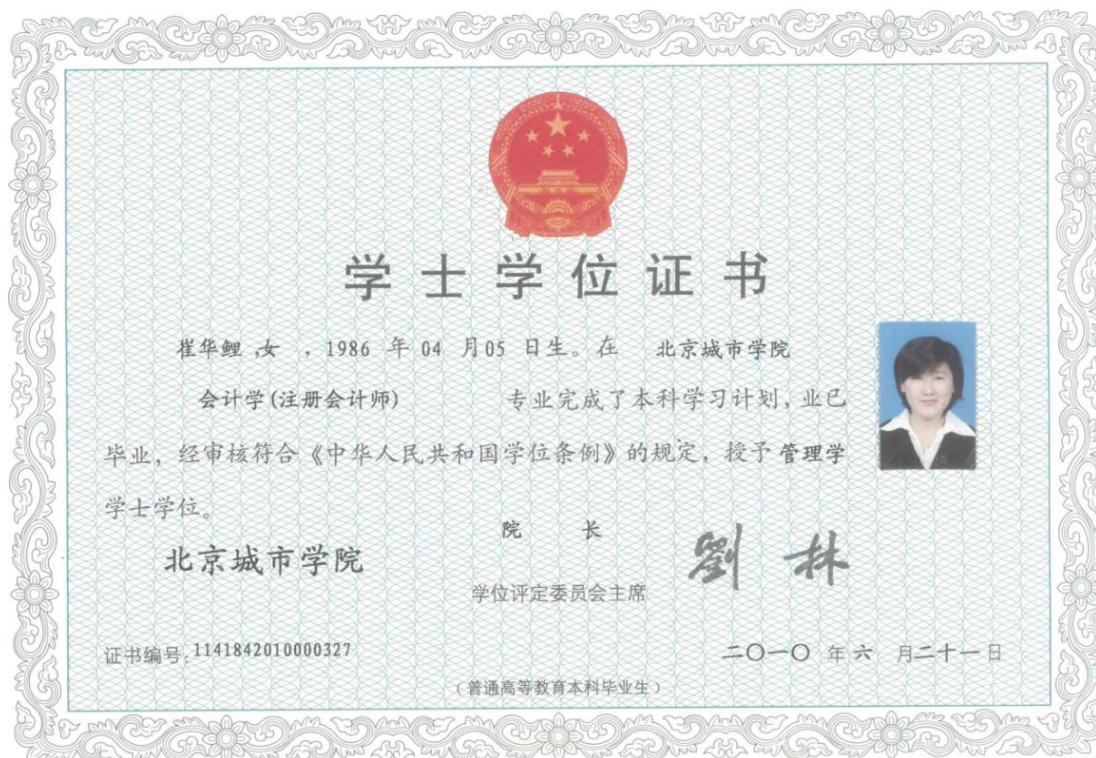 学士学位证书
崔华鲤,女 ,1986 年 04 月05 日生。在 北京城市学院
会计学(注册会计师) 专业完成了本科学习计划,业已
毕业,经审核符合《中华人民共和国学位条例》的规定,授予 管理学
学士学位。
院 长
北京城市学院
劉林
学位评定委员会主席
证书编号:1141842010000327
二〇一〇 年 六 月二十一日
(普通高等教育本科毕业生)